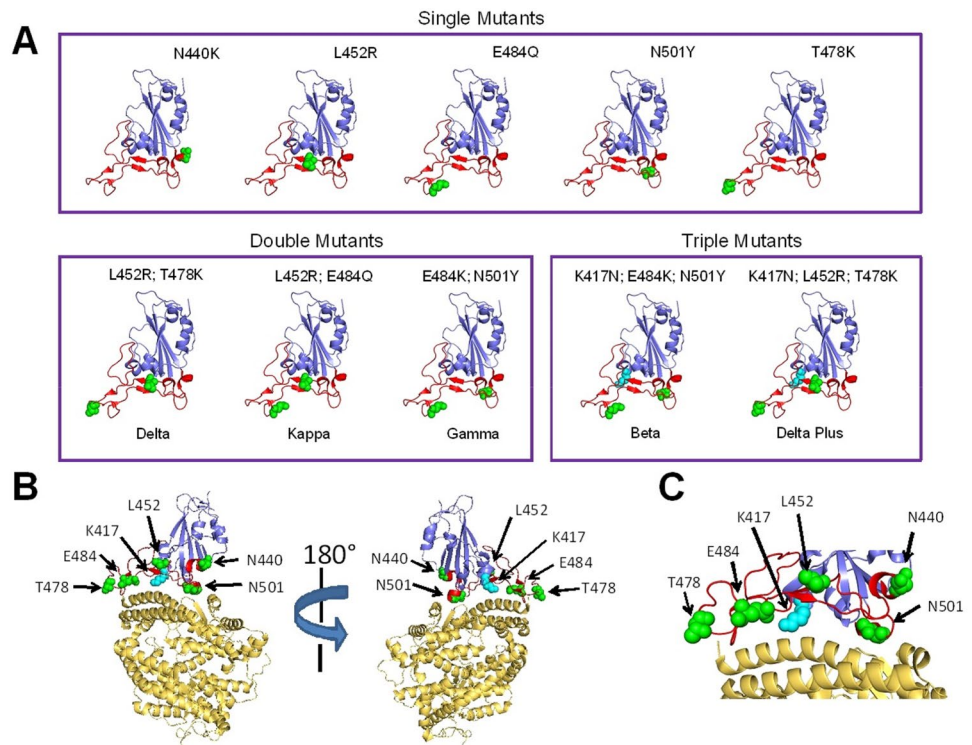 A
Single Mutants
N440K
L452R
E484Q
N501Y
T478K
Double Mutants
L452R; T478K
L452R; E484Q
E484K; N501Y
Delta
Kappa
Gamma
Triple Mutants
K417N; E484K; N501Y
K417N; L452R; T478K
Beta
Delta Plus
B
L452
K417
E484
T478
N440
N501
180°
L452
K417
N440
E484
N501
T478
C
L452
K417
N440
E484
T478
N501